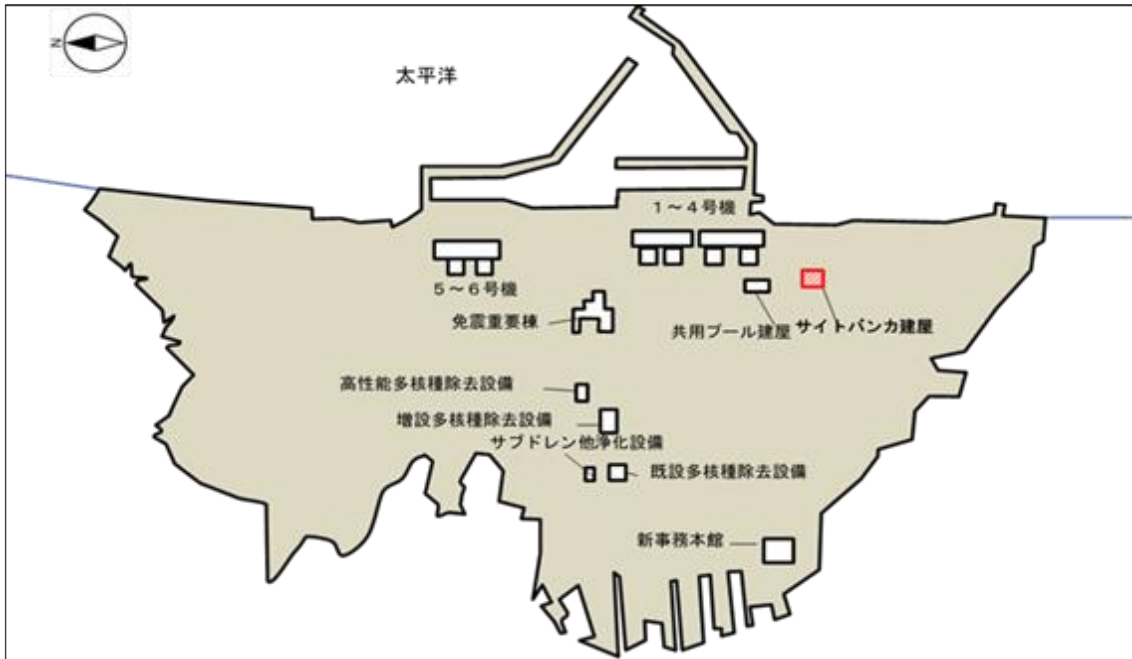 N
太平洋
1～4号機
5～6号機
免震重要棟
共用プール建屋
サイトバンカ建屋
高性能多核種除去設備
増設多核種除去設備
サブドレン他浄化設備
既設多核種除去設備
新事務本館